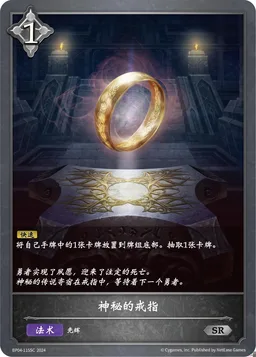 1
快速
将自己手牌中的1张卡牌放置到牌组底部。抽取1张卡牌。
勇者实现了夙愿,迎来了注定的死亡。
神秘的传说寄宿在戒指中,等待着下一个勇者。
神秘的戒指
法术 光辉 SR
© Cygames, Inc.